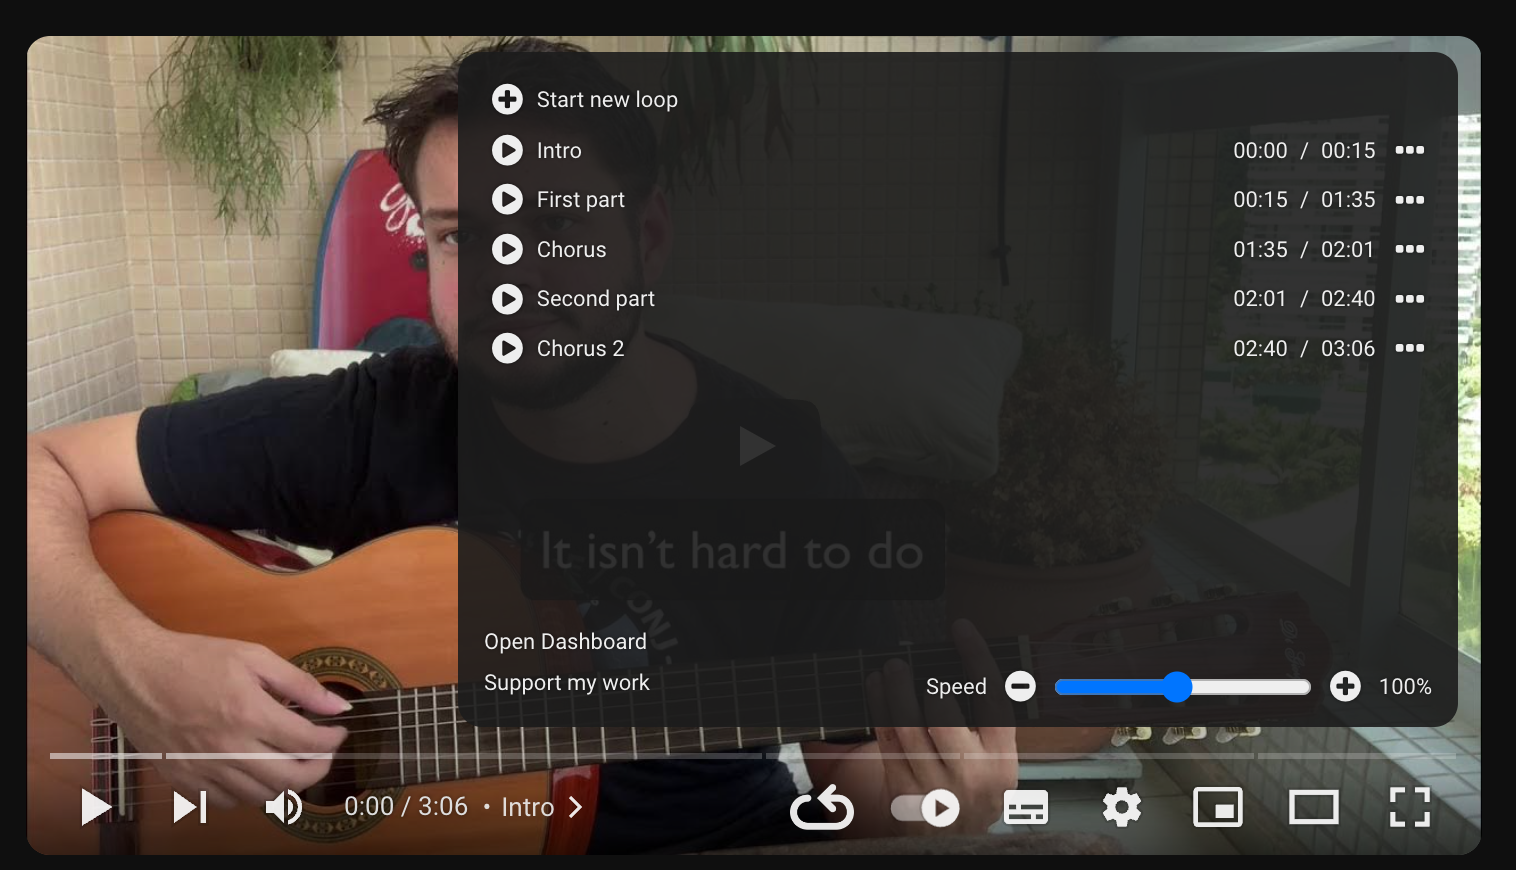 Start new loop
Intro 00:00 / 00:15
First part 00:15 / 01:35
Chorus 01:35 / 02:01
Second part 02:01 / 02:40
Chorus 2 02:40 / 03:06
It isn't hard to do
CONJ.
Open Dashboard
Support my work
Speed 100%
0:00 / 3:06 • Intro